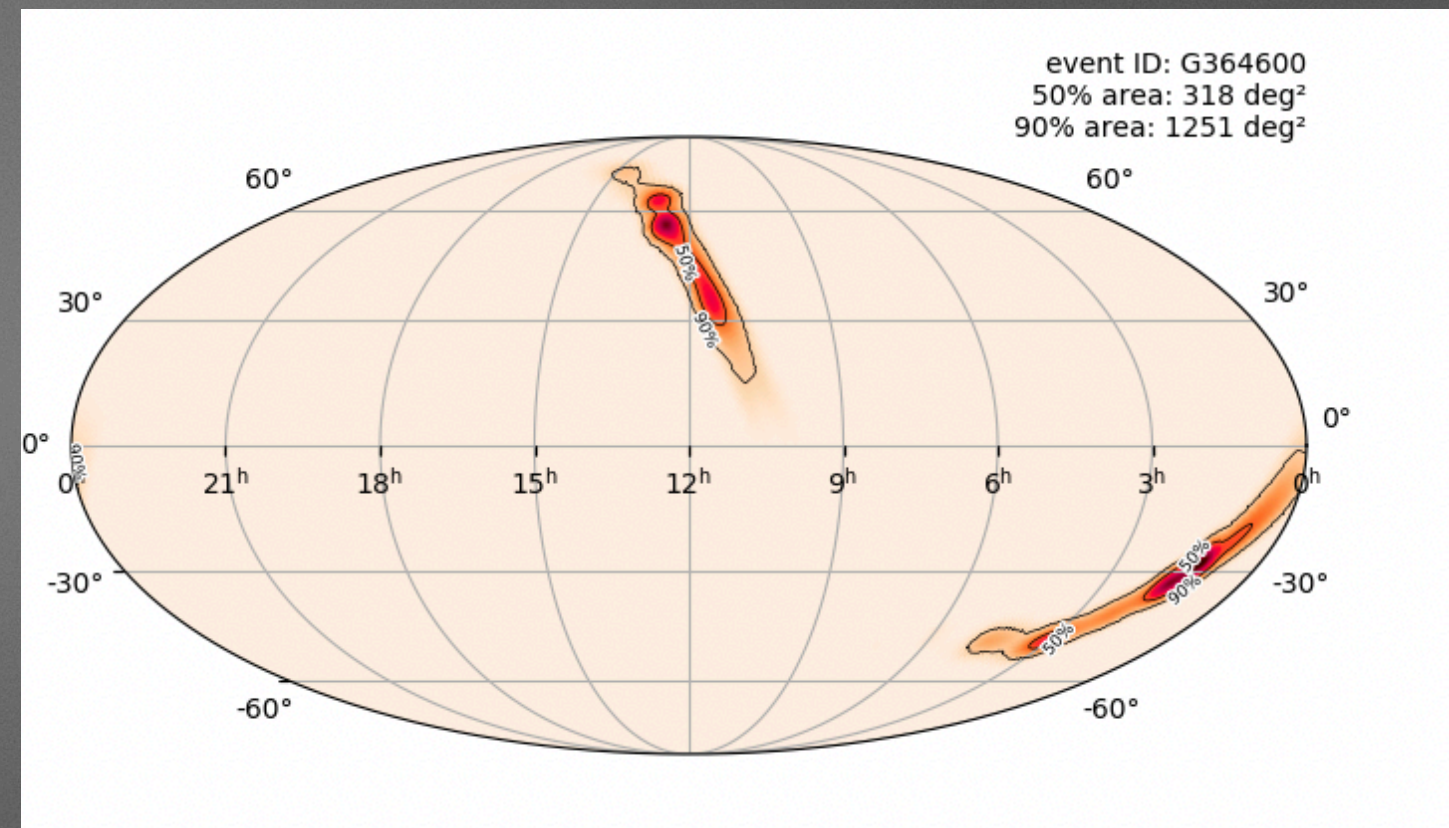 event ID: G364600
50% area: 318 deg²
90% area: 1251 deg²
60° 60°
30° 30°
0° 0°
0ʰ 21ʰ 18ʰ 15ʰ 12ʰ 9ʰ 6ʰ 3ʰ 0ʰ
-30° -30°
-60° -60°
50%
90%
90%
50%
90%
50%